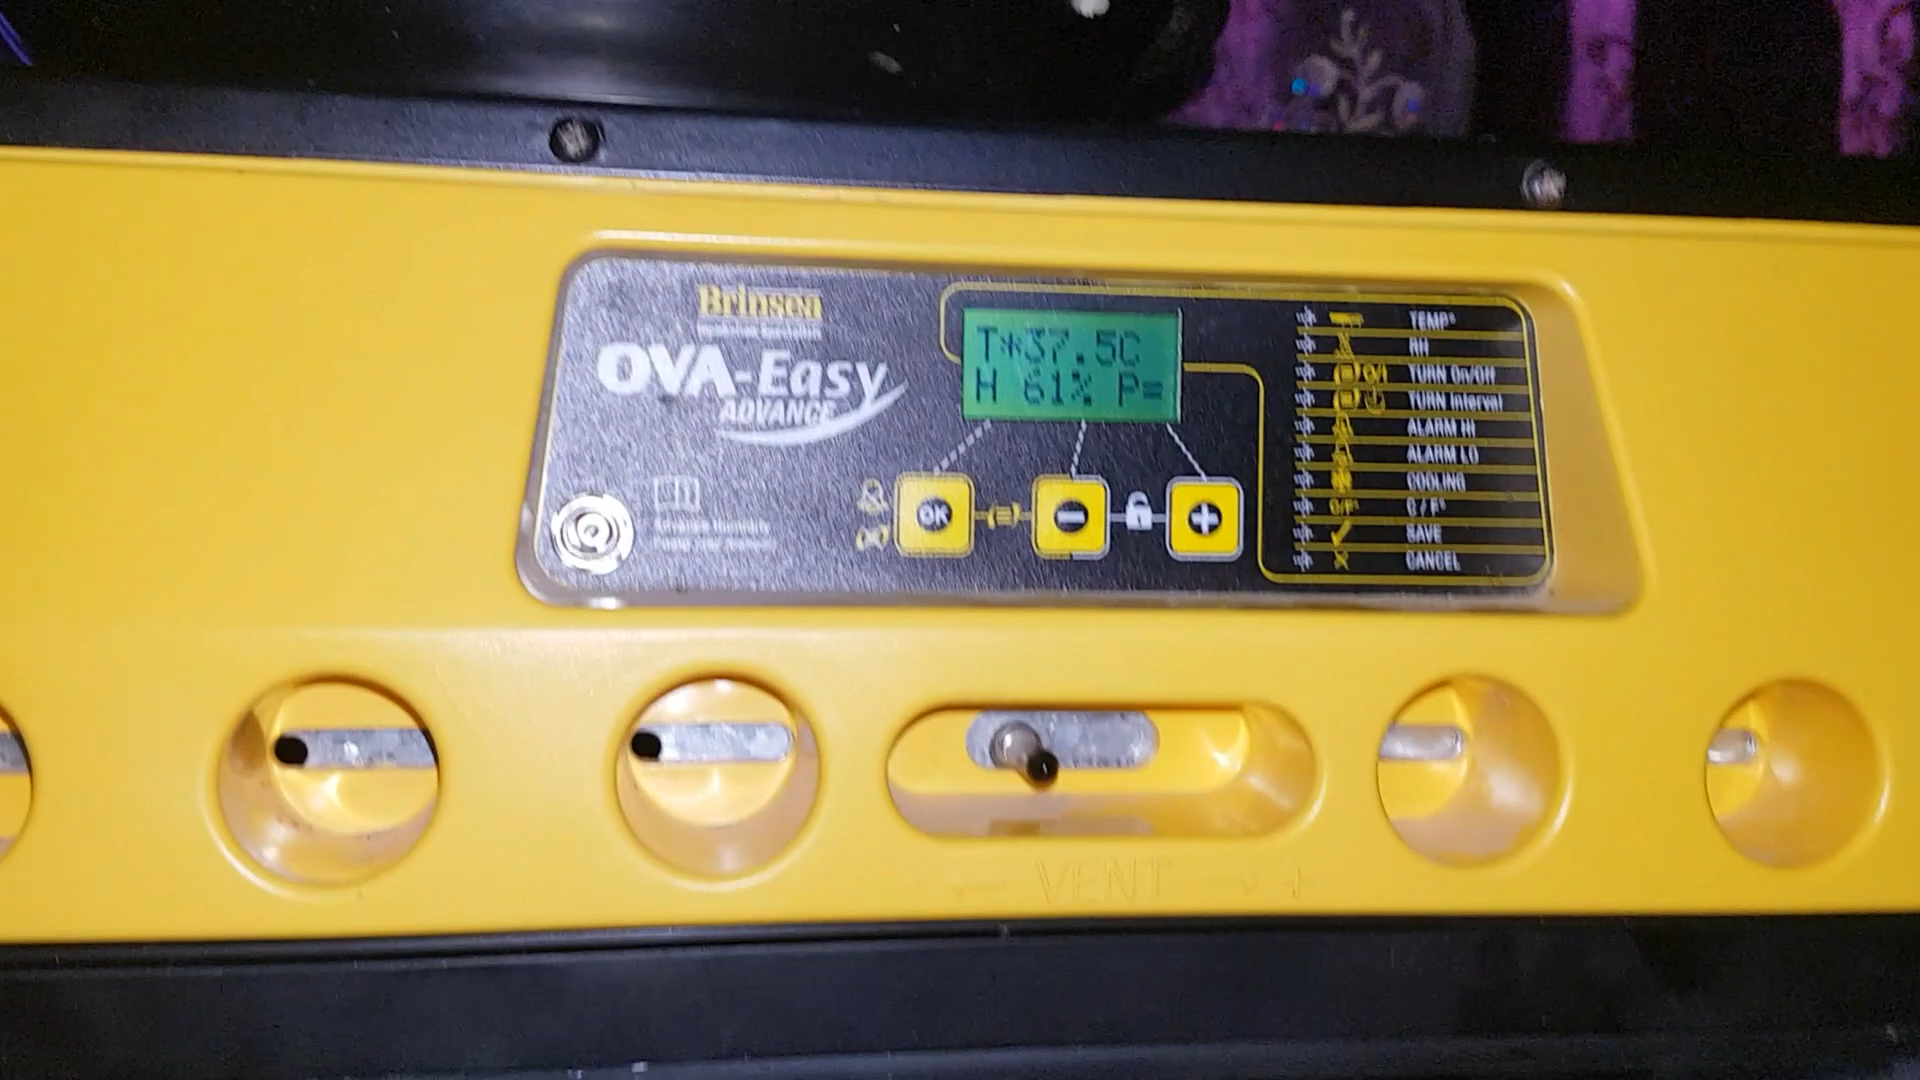 Brinsea
OVA-Easy
ADVANCE
T*37.5C
H 61% P=
OK
TEMP°
RH
TURN On/Off
TURN Interval
ALARM HI
ALARM LO
COOLING
C / F°
SAVE
CANCEL
VENT